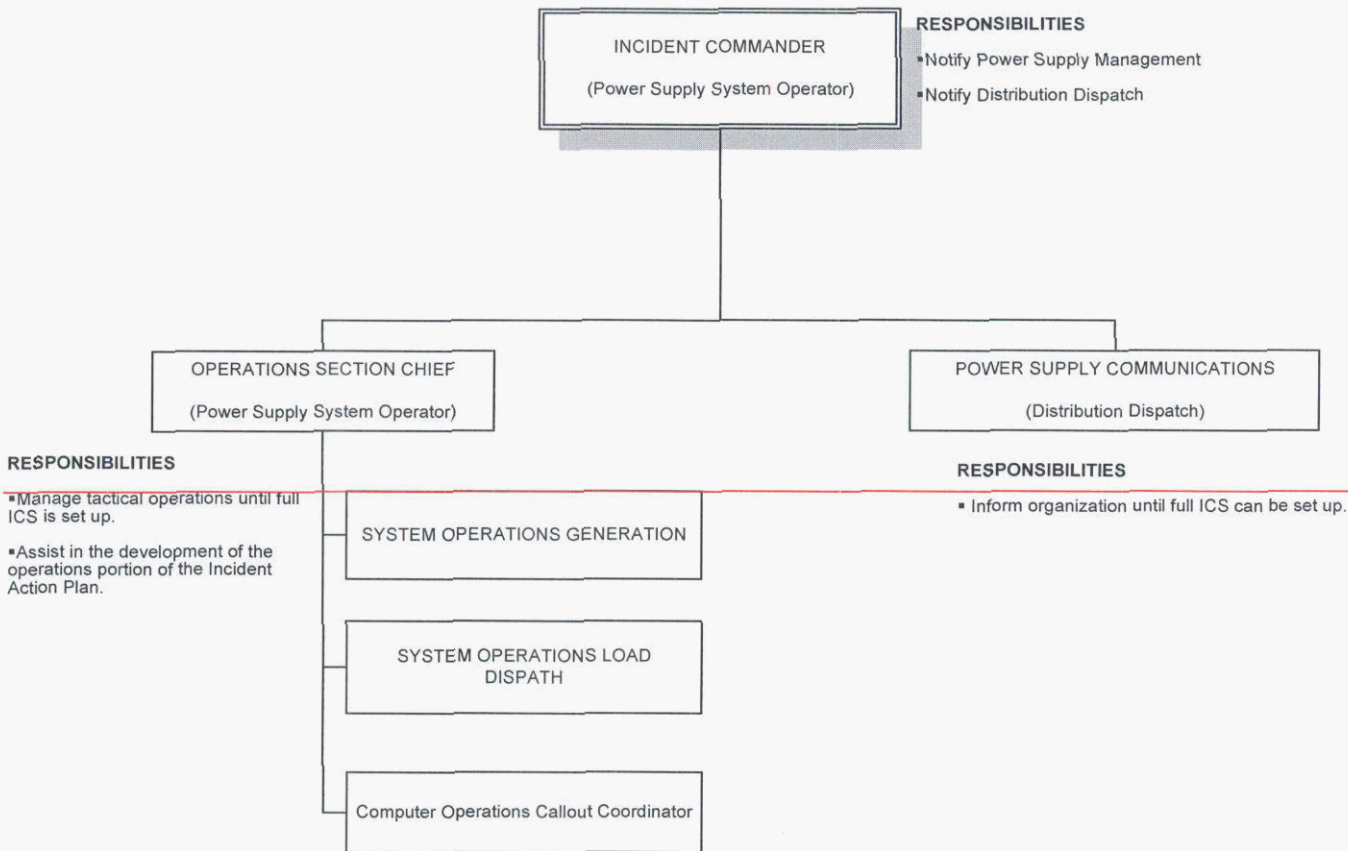 INCIDENT COMMANDER
(Power Supply System Operator)
RESPONSIBILITIES
▪Notify Power Supply Management
▪Notify Distribution Dispatch
OPERATIONS SECTION CHIEF
(Power Supply System Operator)
POWER SUPPLY COMMUNICATIONS
(Distribution Dispatch)
RESPONSIBILITIES
▪Manage tactical operations until full
ICS is set up.
▪Assist in the development of the
operations portion of the Incident
Action Plan.
RESPONSIBILITIES
▪ Inform organization until full ICS can be set up.
SYSTEM OPERATIONS GENERATION
SYSTEM OPERATIONS LOAD
DISPATH
Computer Operations Callout Coordinator